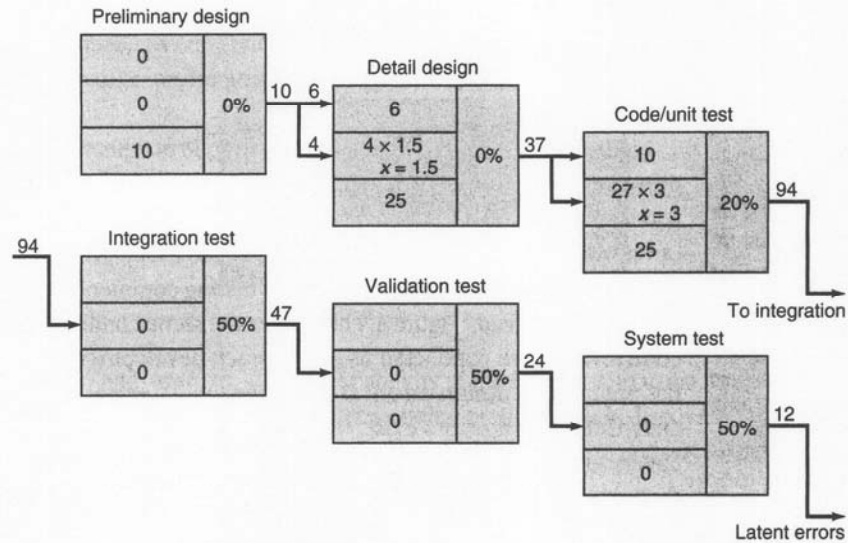 Preliminary design
0
0
10
0%
10
6
4
Detail design
6
4 × 1.5
x = 1.5
25
0%
37
Code/unit test
10
27 × 3
x = 3
25
20%
94
To integration
94
Integration test
0
0
50%
47
Validation test
0
0
50%
24
System test
0
0
50%
12
Latent errors